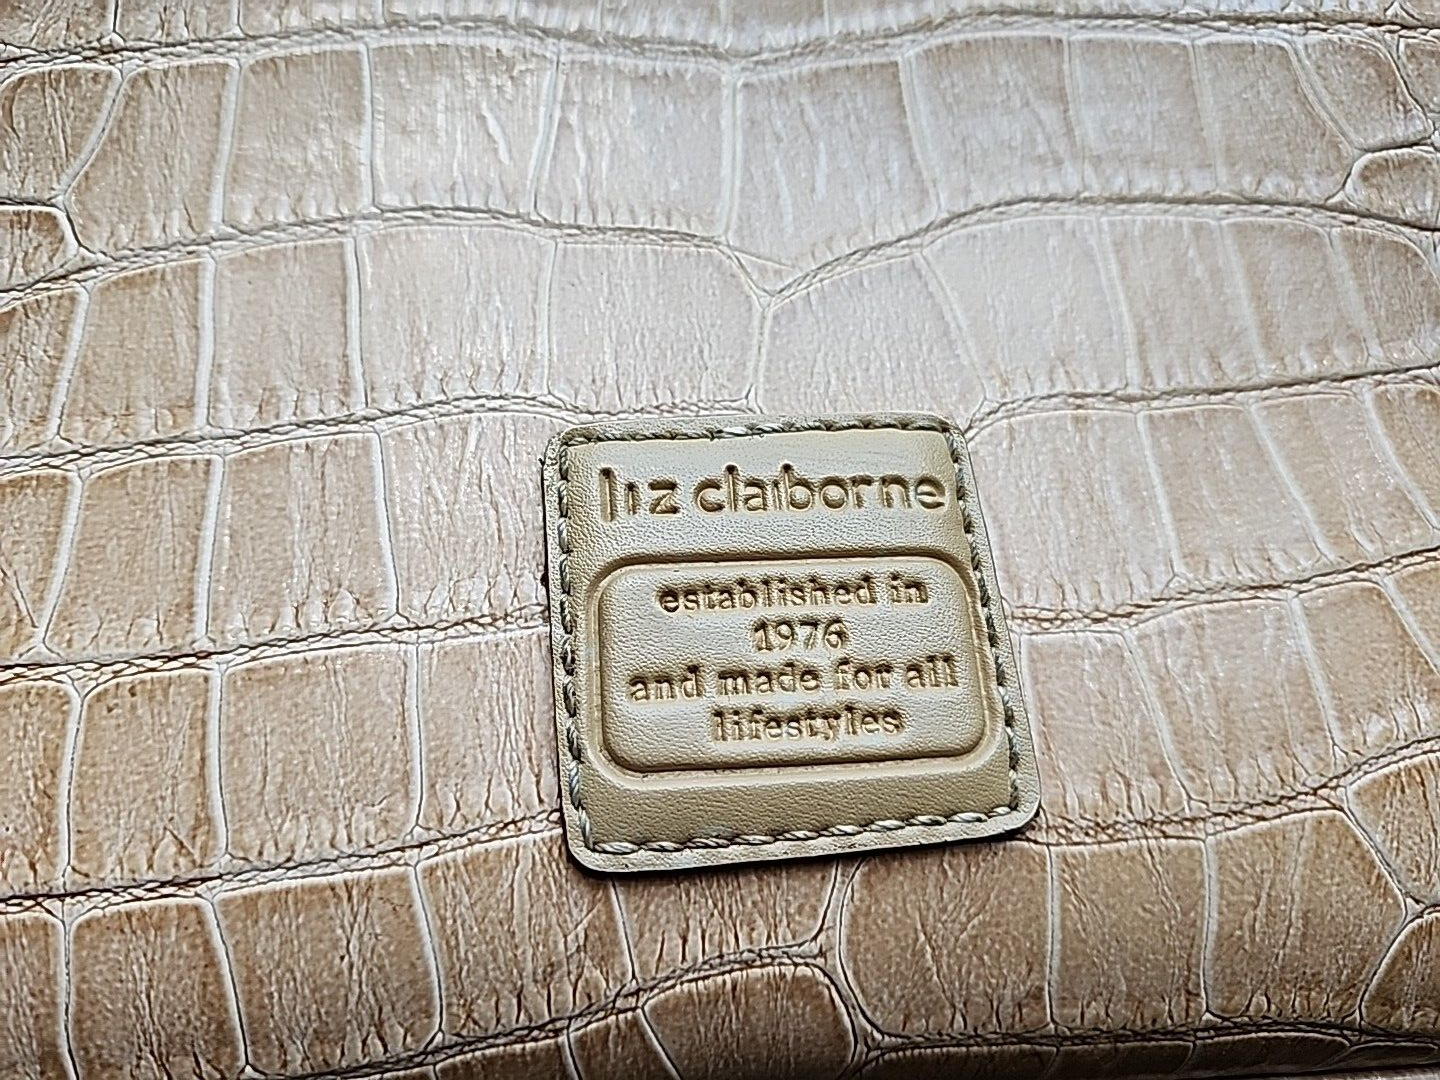 liz claiborne
established in
1976
and made for all
lifestyles